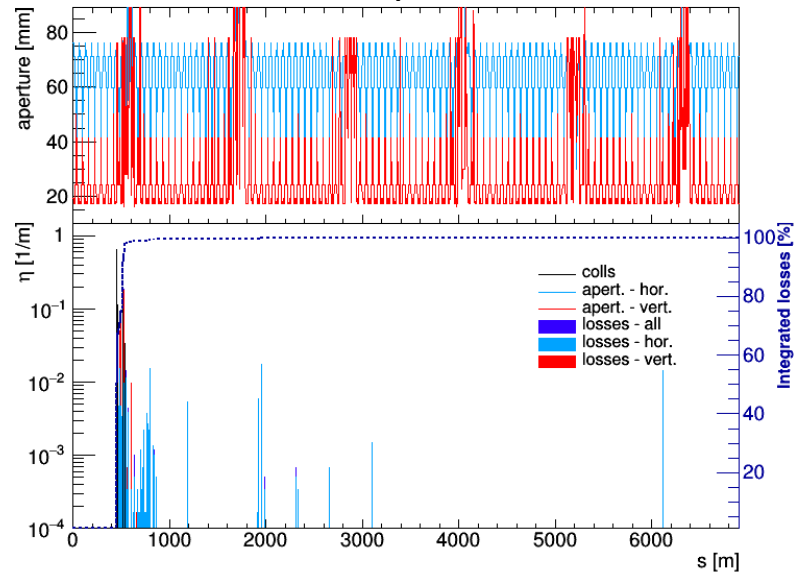 aperture [mm]
80
60
40
20
η [1/m]
1
10⁻¹
10⁻²
10⁻³
10⁻⁴
colls
apert. - hor.
apert. - vert.
losses - all
losses - hor.
losses - vert.
100
80
60
40
20
Integrated losses [%]
0 1000 2000 3000 4000 5000 6000
s [m]